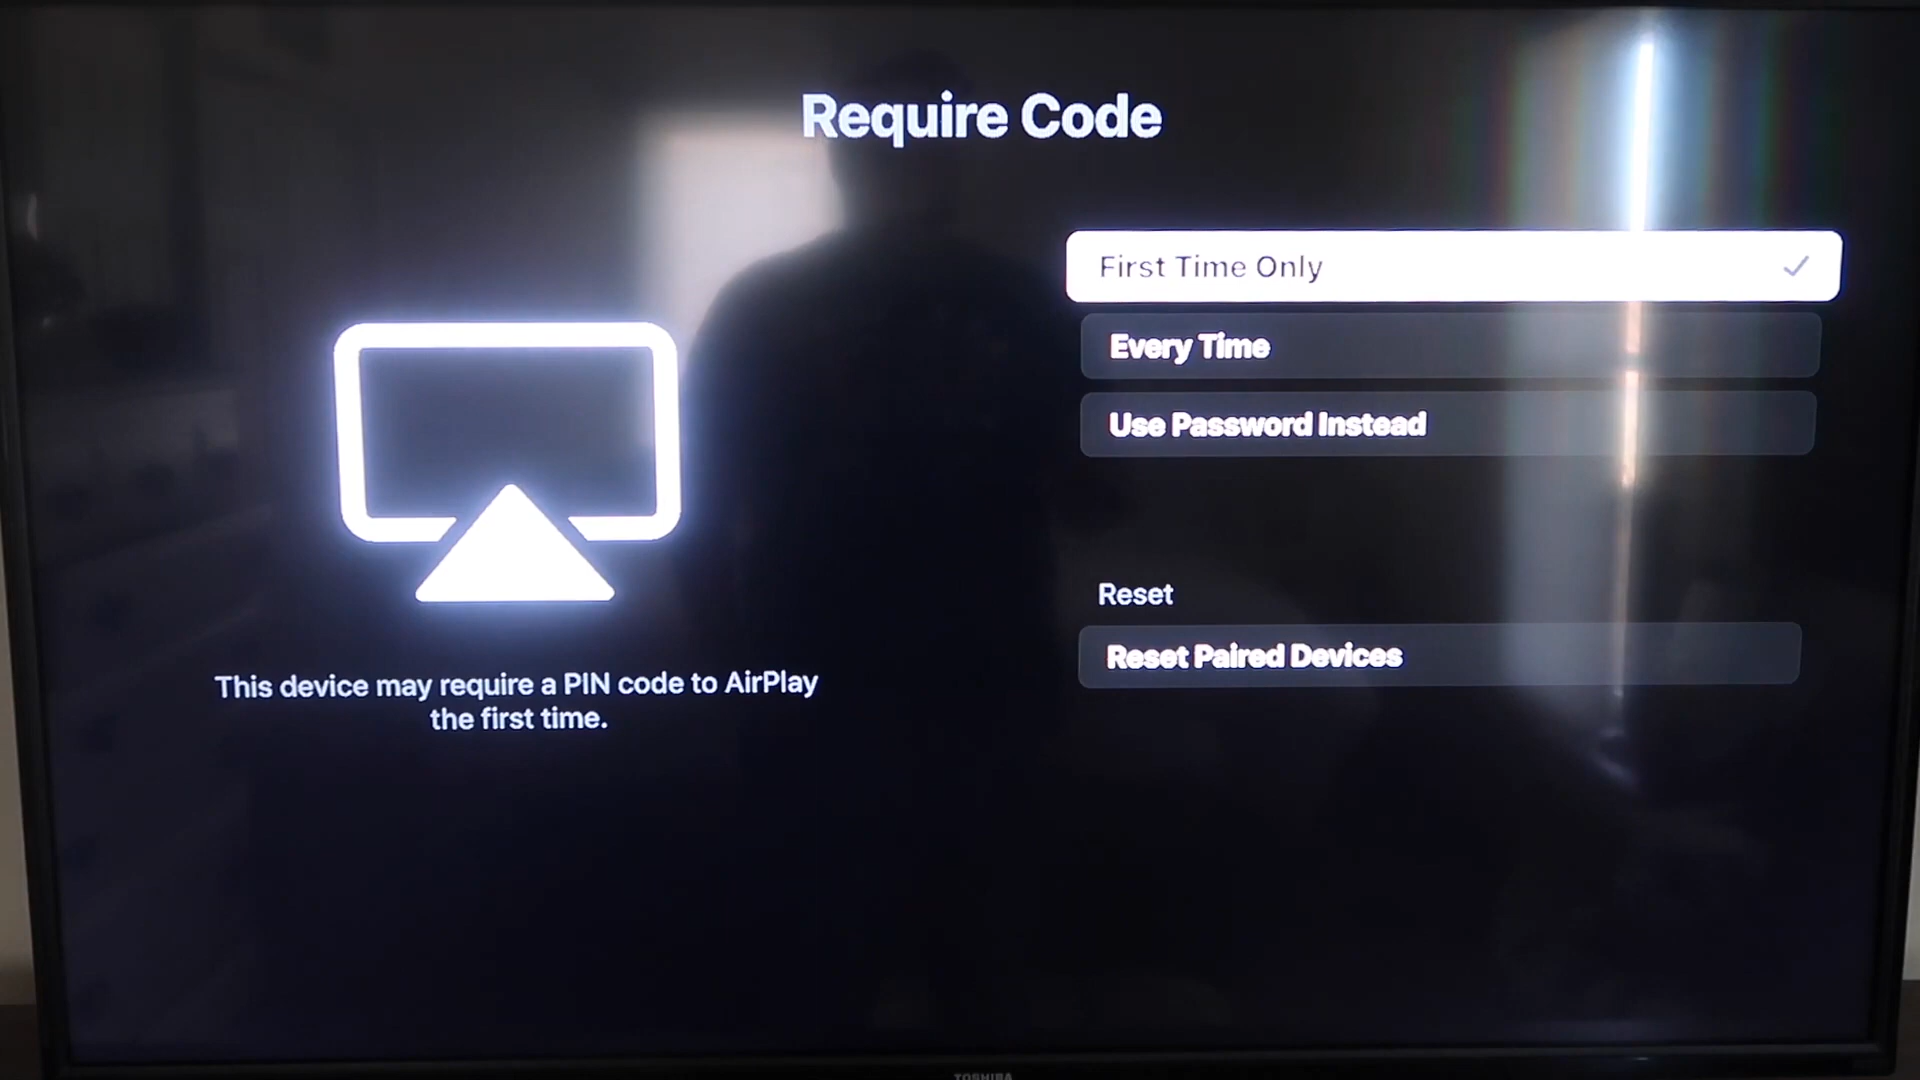 Require Code
First Time Only
Every Time
Use Password Instead
Reset
Reset Paired Devices
This device may require a PIN code to AirPlay
the first time.
TOSHIBA